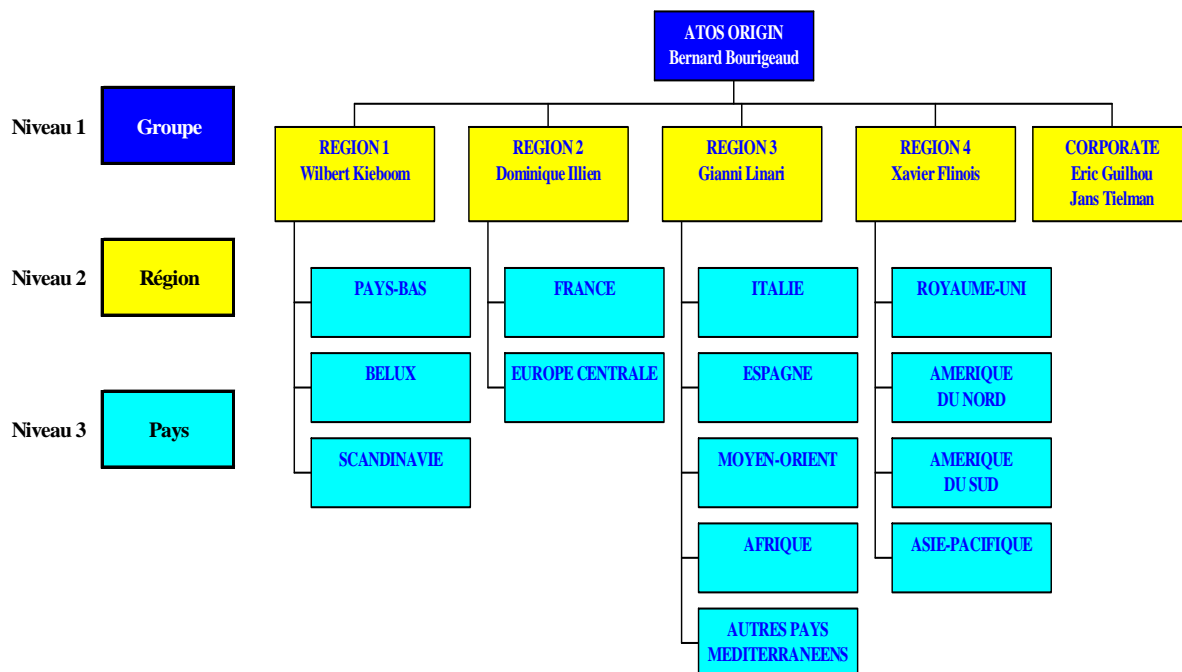 ATOS ORIGIN
Bernard Bourigeaud
Niveau 1
Groupe
REGION 1
Wilbert Kieboom
REGION 2
Dominique Illien
REGION 3
Gianni Linari
REGION 4
Xavier Flinois
CORPORATE
Eric Guilhou
Jans Tielman
Niveau 2
Région
PAYS-BAS
FRANCE
ITALIE
ROYAUME-UNI
BELUX
EUROPE CENTRALE
ESPAGNE
AMERIQUE
DU NORD
Niveau 3
Pays
SCANDINAVIE
MOYEN-ORIENT
AMERIQUE
DU SUD
AFRIQUE
ASIE-PACIFIQUE
AUTRES PAYS
MEDITERRANEENS